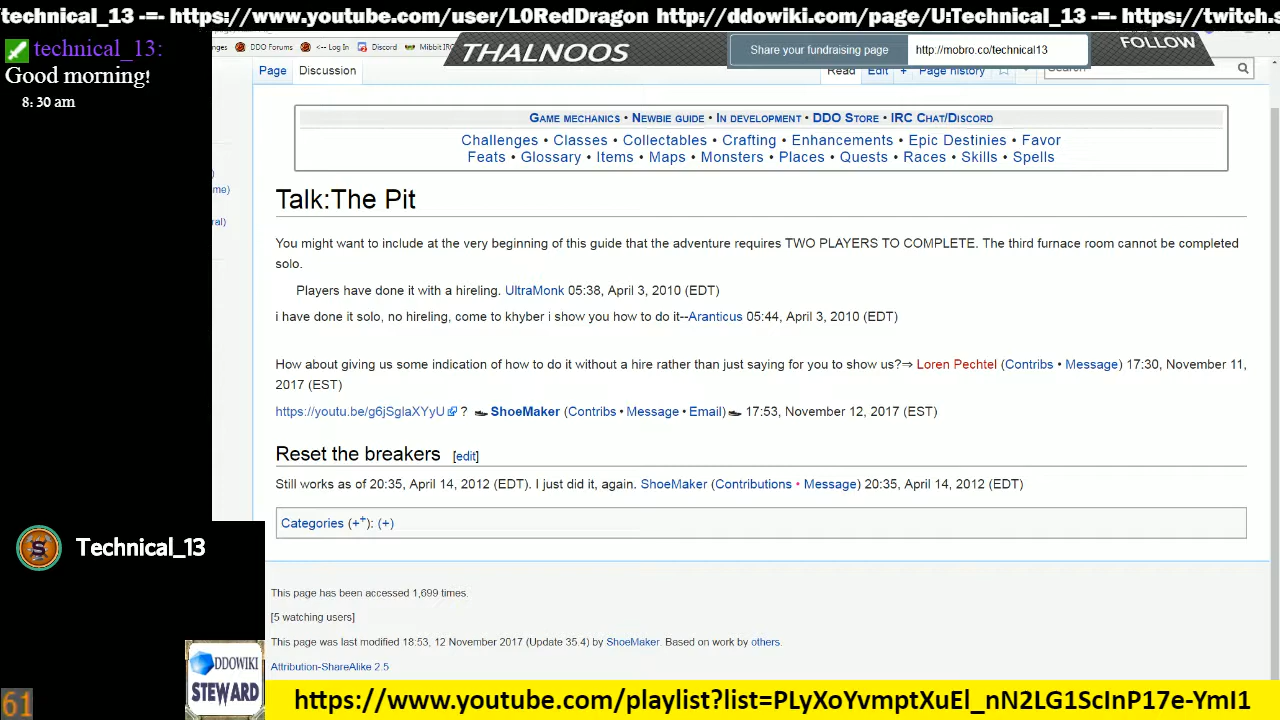 /technical_13 -=- https://www.youtube.com/user/L0RedDragon http://ddowiki.com/page/U:Technical_13 -=- https://twitch.s
technical_13:
Good morning!
8:30 am
nges DDO Forums <-- Log In Discord Mibbit IRC
THALNOOS
Share your fundraising page http://mobro.co/technical13
FOLLOW
Page Discussion Read Edit + Page history Search
Game mechanics • Newbie guide • In development • DDO Store • IRC Chat/Discord
Challenges • Classes • Collectables • Crafting • Enhancements • Epic Destinies • Favor
Feats • Glossary • Items • Maps • Monsters • Places • Quests • Races • Skills • Spells
)
me)
ral)
Talk:The Pit
You might want to include at the very beginning of this guide that the adventure requires TWO PLAYERS TO COMPLETE. The third furnace room cannot be completed
solo.
Players have done it with a hireling. UltraMonk 05:38, April 3, 2010 (EDT)
i have done it solo, no hireling, come to khyber i show you how to do it--Aranticus 05:44, April 3, 2010 (EDT)
How about giving us some indication of how to do it without a hire rather than just saying for you to show us?⇒ Loren Pechtel (Contribs • Message) 17:30, November 11,
2017 (EST)
https://youtu.be/g6jSglaXYyU ? ShoeMaker (Contribs • Message • Email) 17:53, November 12, 2017 (EST)
Reset the breakers [edit]
Still works as of 20:35, April 14, 2012 (EDT). I just did it, again. ShoeMaker (Contributions • Message) 20:35, April 14, 2012 (EDT)
Categories (++): (+)
Technical_13
This page has been accessed 1,699 times.
[5 watching users]
This page was last modified 18:53, 12 November 2017 (Update 35.4) by ShoeMaker. Based on work by others.
Attribution-ShareAlike 2.5
DDOWIKI
STEWARD
61
https://www.youtube.com/playlist?list=PLyXoYvmptXuEl_nN2LG1ScInP17e-YmI1